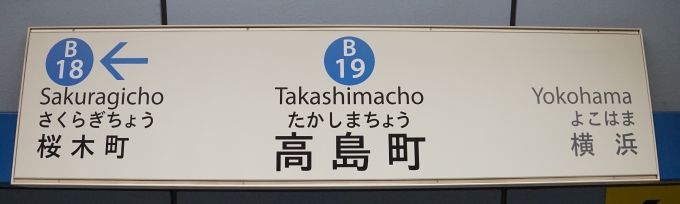 B
18
Sakuragicho
さくらぎちょう
桜木町
B
19
Takashimacho
たかしまちょう
高島町
Yokohama
よこはま
横浜